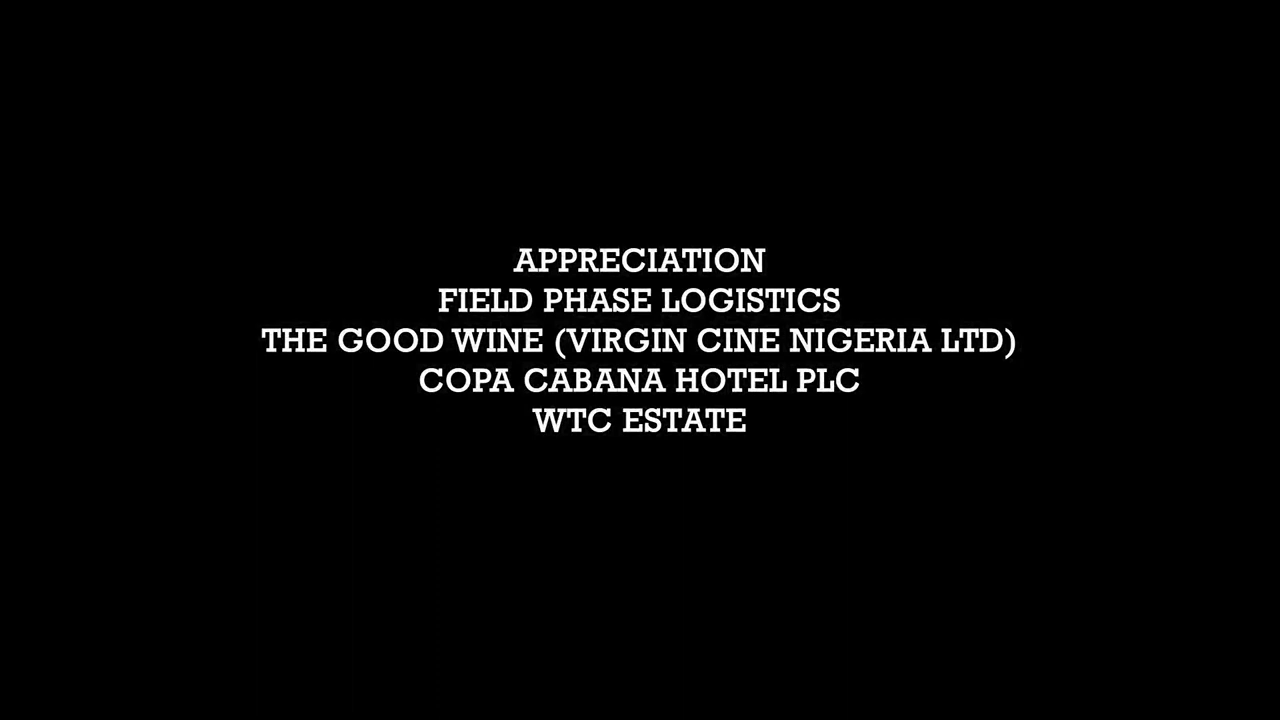 APPRECIATION
FIELD PHASE LOGISTICS
THE GOOD WINE (VIRGIN CINE NIGERIA LTD)
COPA CABANA HOTEL PLC
WTC ESTATE